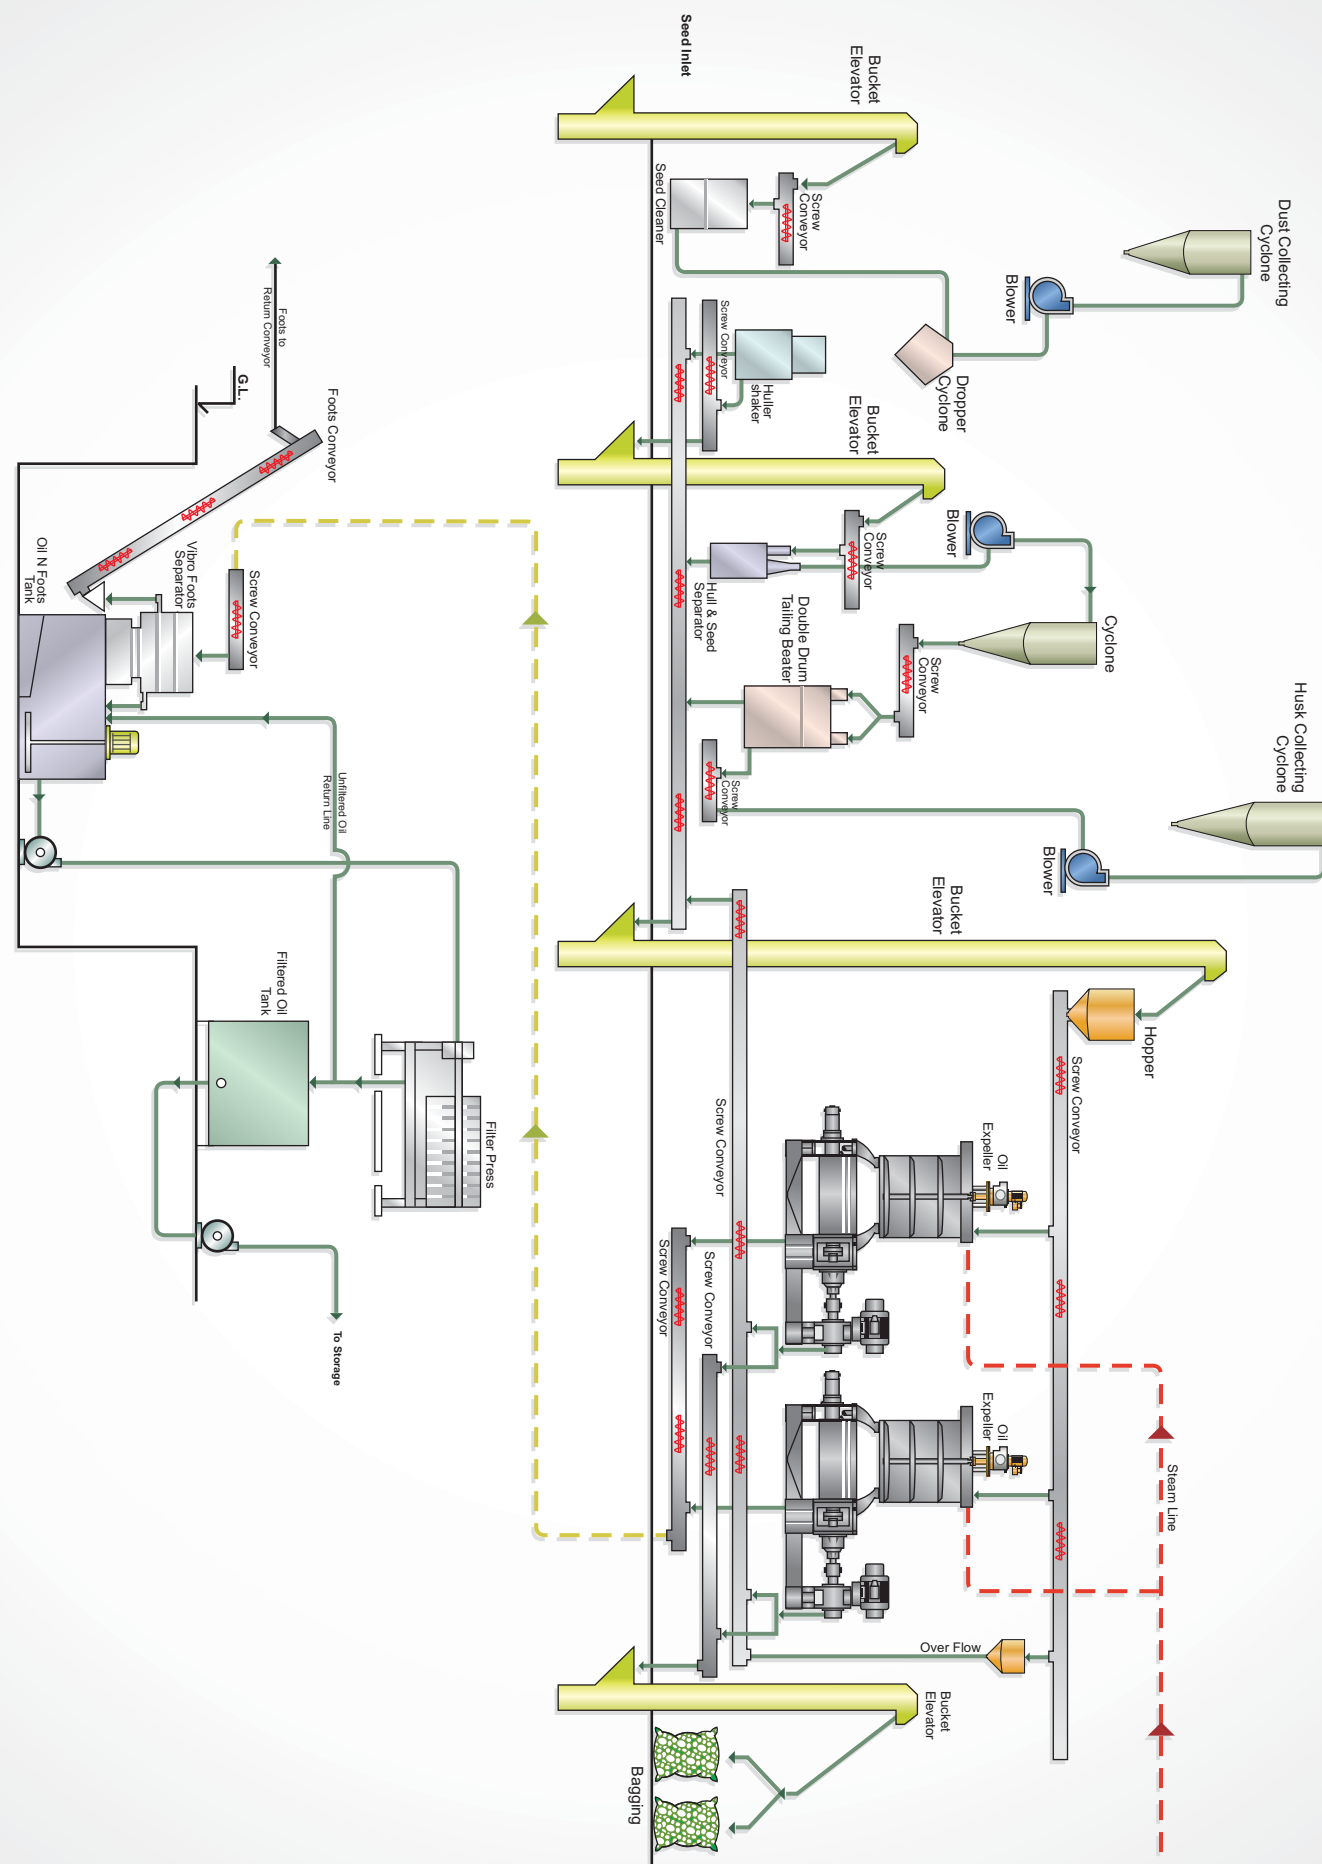 Husk Collecting
Cyclone
Dust Collecting
Cyclone
Blower
Cyclone
Blower
Bucket
Elevator
Hopper
Steam Line
Screw Conveyor
Dropper
Cyclone
Blower
Bucket
Elevator
Bucket
Elevator
Screw
Conveyor
Screw
Conveyor
Screw
Conveyor
Oil
Expeller
Oil
Expeller
Over Flow
Bucket
Elevator
Seed Inlet
Seed Cleaner
Screw Conveyor
Huller
shaker
Hull & Seed
Separator
Double Drum
Tailing Beater
Screw
Conveyor
Screw Conveyor
Screw Conveyor
Screw Conveyor
Bagging
Foots to
Return Conveyor
G.L.
Foots Conveyor
Screw Conveyor
Vibro Foots
Separator
Oil N Foots
Tank
Unfiltered Oil
Return Line
Filter Press
Filtered Oil
Tank
To Storage